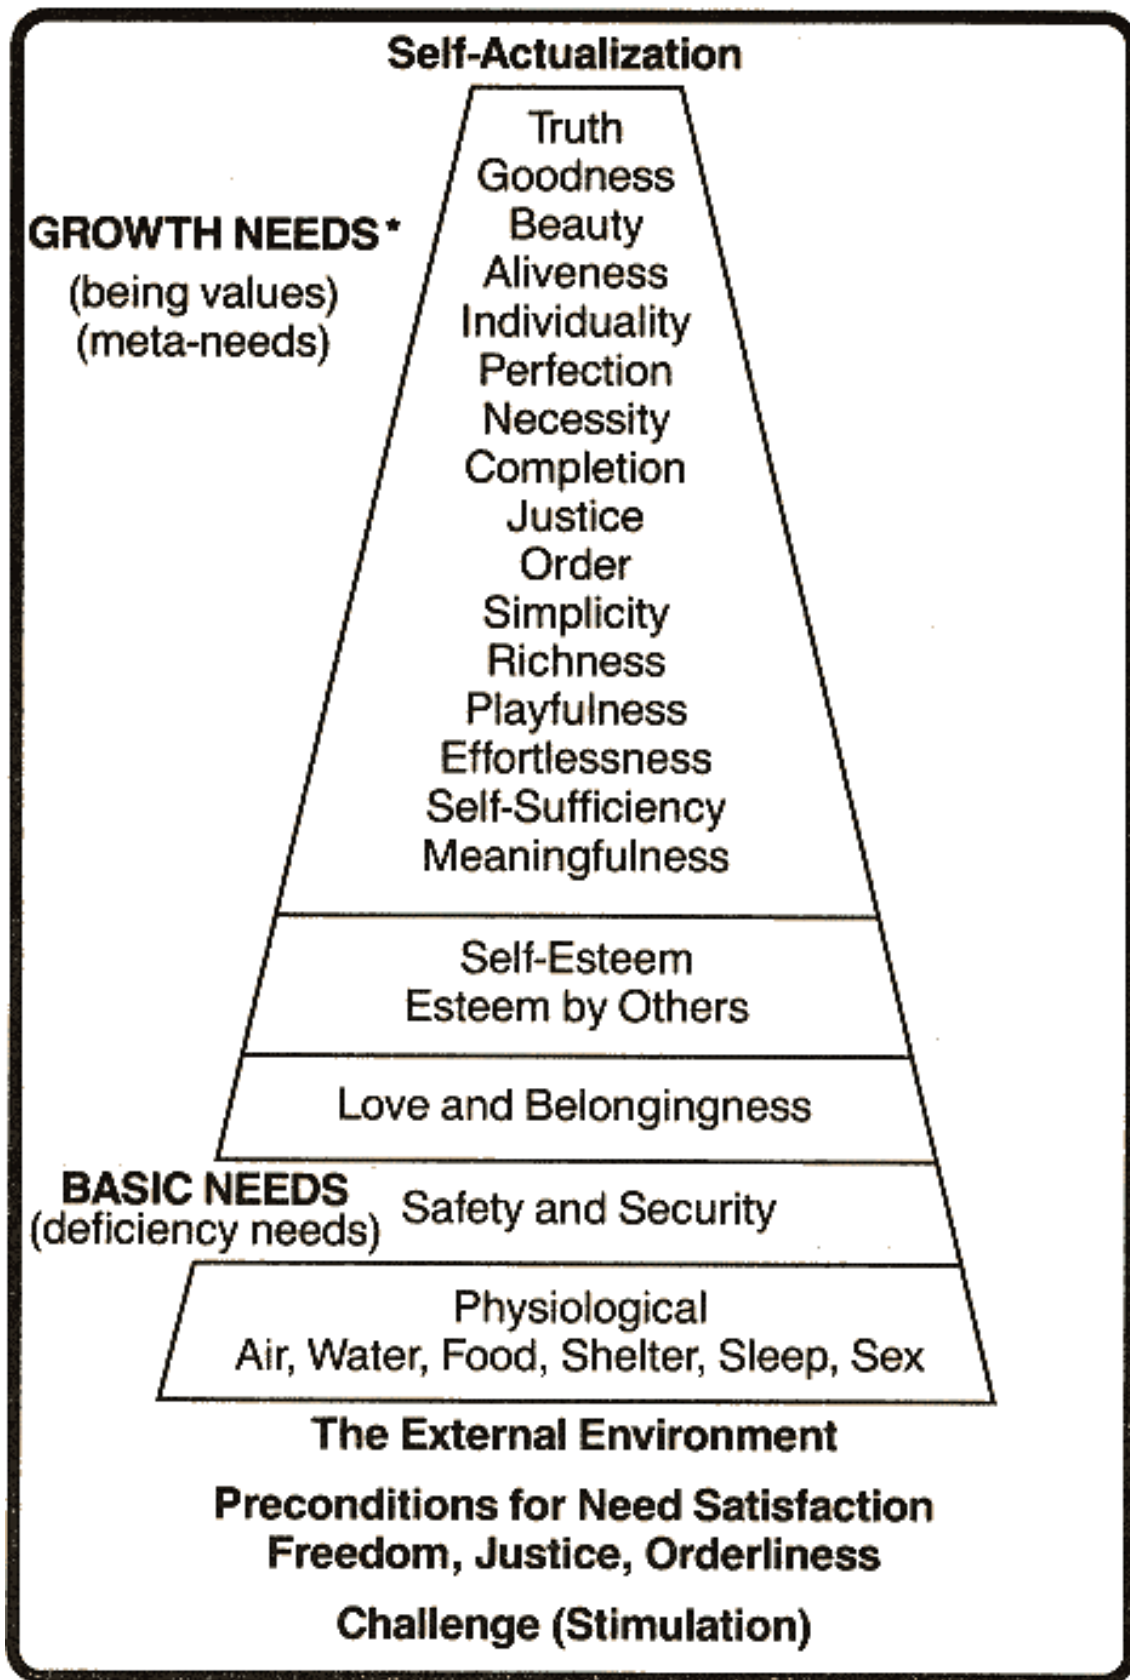 Self-Actualization
Truth
Goodness
GROWTH NEEDS*
Beauty
(being values)
Aliveness
(meta-needs)
Individuality
Perfection
Necessity
Completion
Justice
Order
Simplicity
Richness
Playfulness
Effortlessness
Self-Sufficiency
Meaningfulness
Self-Esteem
Esteem by Others
Love and Belongingness
BASIC NEEDS
(deficiency needs)
Safety and Security
Physiological
Air, Water, Food, Shelter, Sleep, Sex
The External Environment
Preconditions for Need Satisfaction
Freedom, Justice, Orderliness
Challenge (Stimulation)